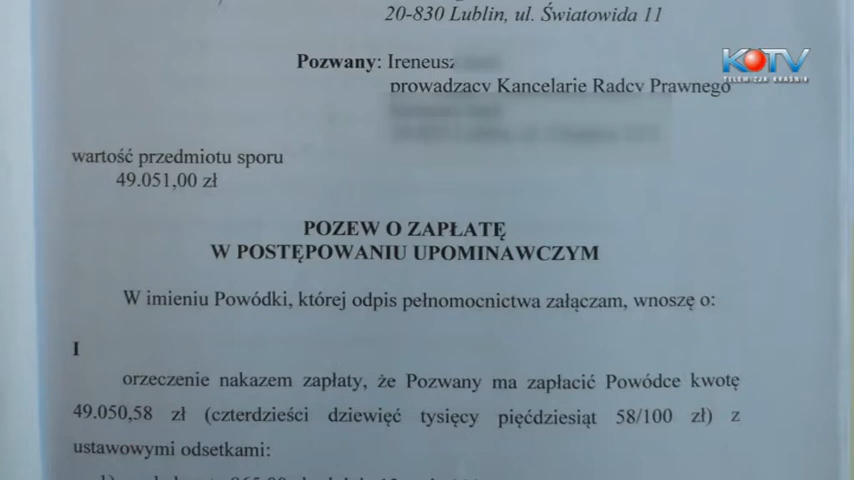 20-830 Lublin, ul. Światowida 11
Pozwany: Ireneusz
prowadzący Kancelarię Radcy Prawnego
KOTV
TELEWIZJA KRAŚNIK
wartość przedmiotu sporu
49.051,00 zł
POZEW O ZAPŁATĘ
W POSTĘPOWANIU UPOMINAWCZYM
W imieniu Powódki, której odpis pełnomocnictwa załączam, wnoszę o:
I
orzeczenie nakazem zapłaty, że Pozwany ma zapłacić Powódce kwotę
49.050,58 zł (czterdzieści dziewięć tysięcy pięćdziesiąt 58/100 zł) z
ustawowymi odsetkami: